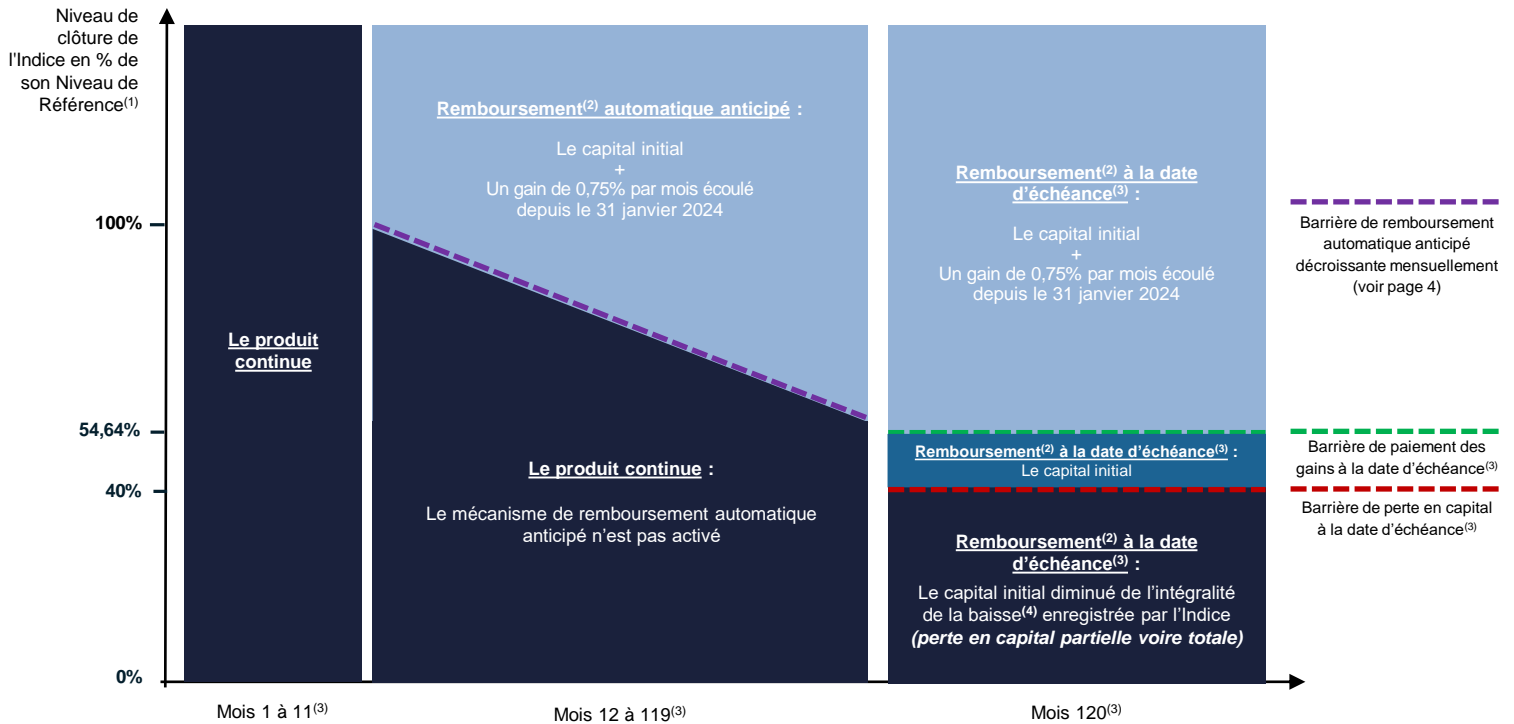 Niveau de
clôture de
l'Indice en % de
son Niveau de
Référence(1)
100%
54,64%
40%
0%
Le produit
continue
Remboursement(2) automatique anticipé :
Le capital initial
+
Un gain de 0,75% par mois écoulé
depuis le 31 janvier 2024
Le produit continue :
Le mécanisme de remboursement automatique
anticipé n’est pas activé
Remboursement(2) à la date
d’échéance(3) :
Le capital initial
+
Un gain de 0,75% par mois écoulé
depuis le 31 janvier 2024
Remboursement(2) à la date d’échéance(3) :
Le capital initial
Remboursement(2) à la date
d’échéance(3) :
Le capital initial diminué de l’intégralité
de la baisse(4) enregistrée par l’Indice
(perte en capital partielle voire totale)
Barrière de remboursement
automatique anticipé
décroissante mensuellement
(voir page 4)
Barrière de paiement des
gains à la date d’échéance(3)
Barrière de perte en capital
à la date d’échéance(3)
Mois 1 à 11(3)
Mois 12 à 119(3)
Mois 120(3)